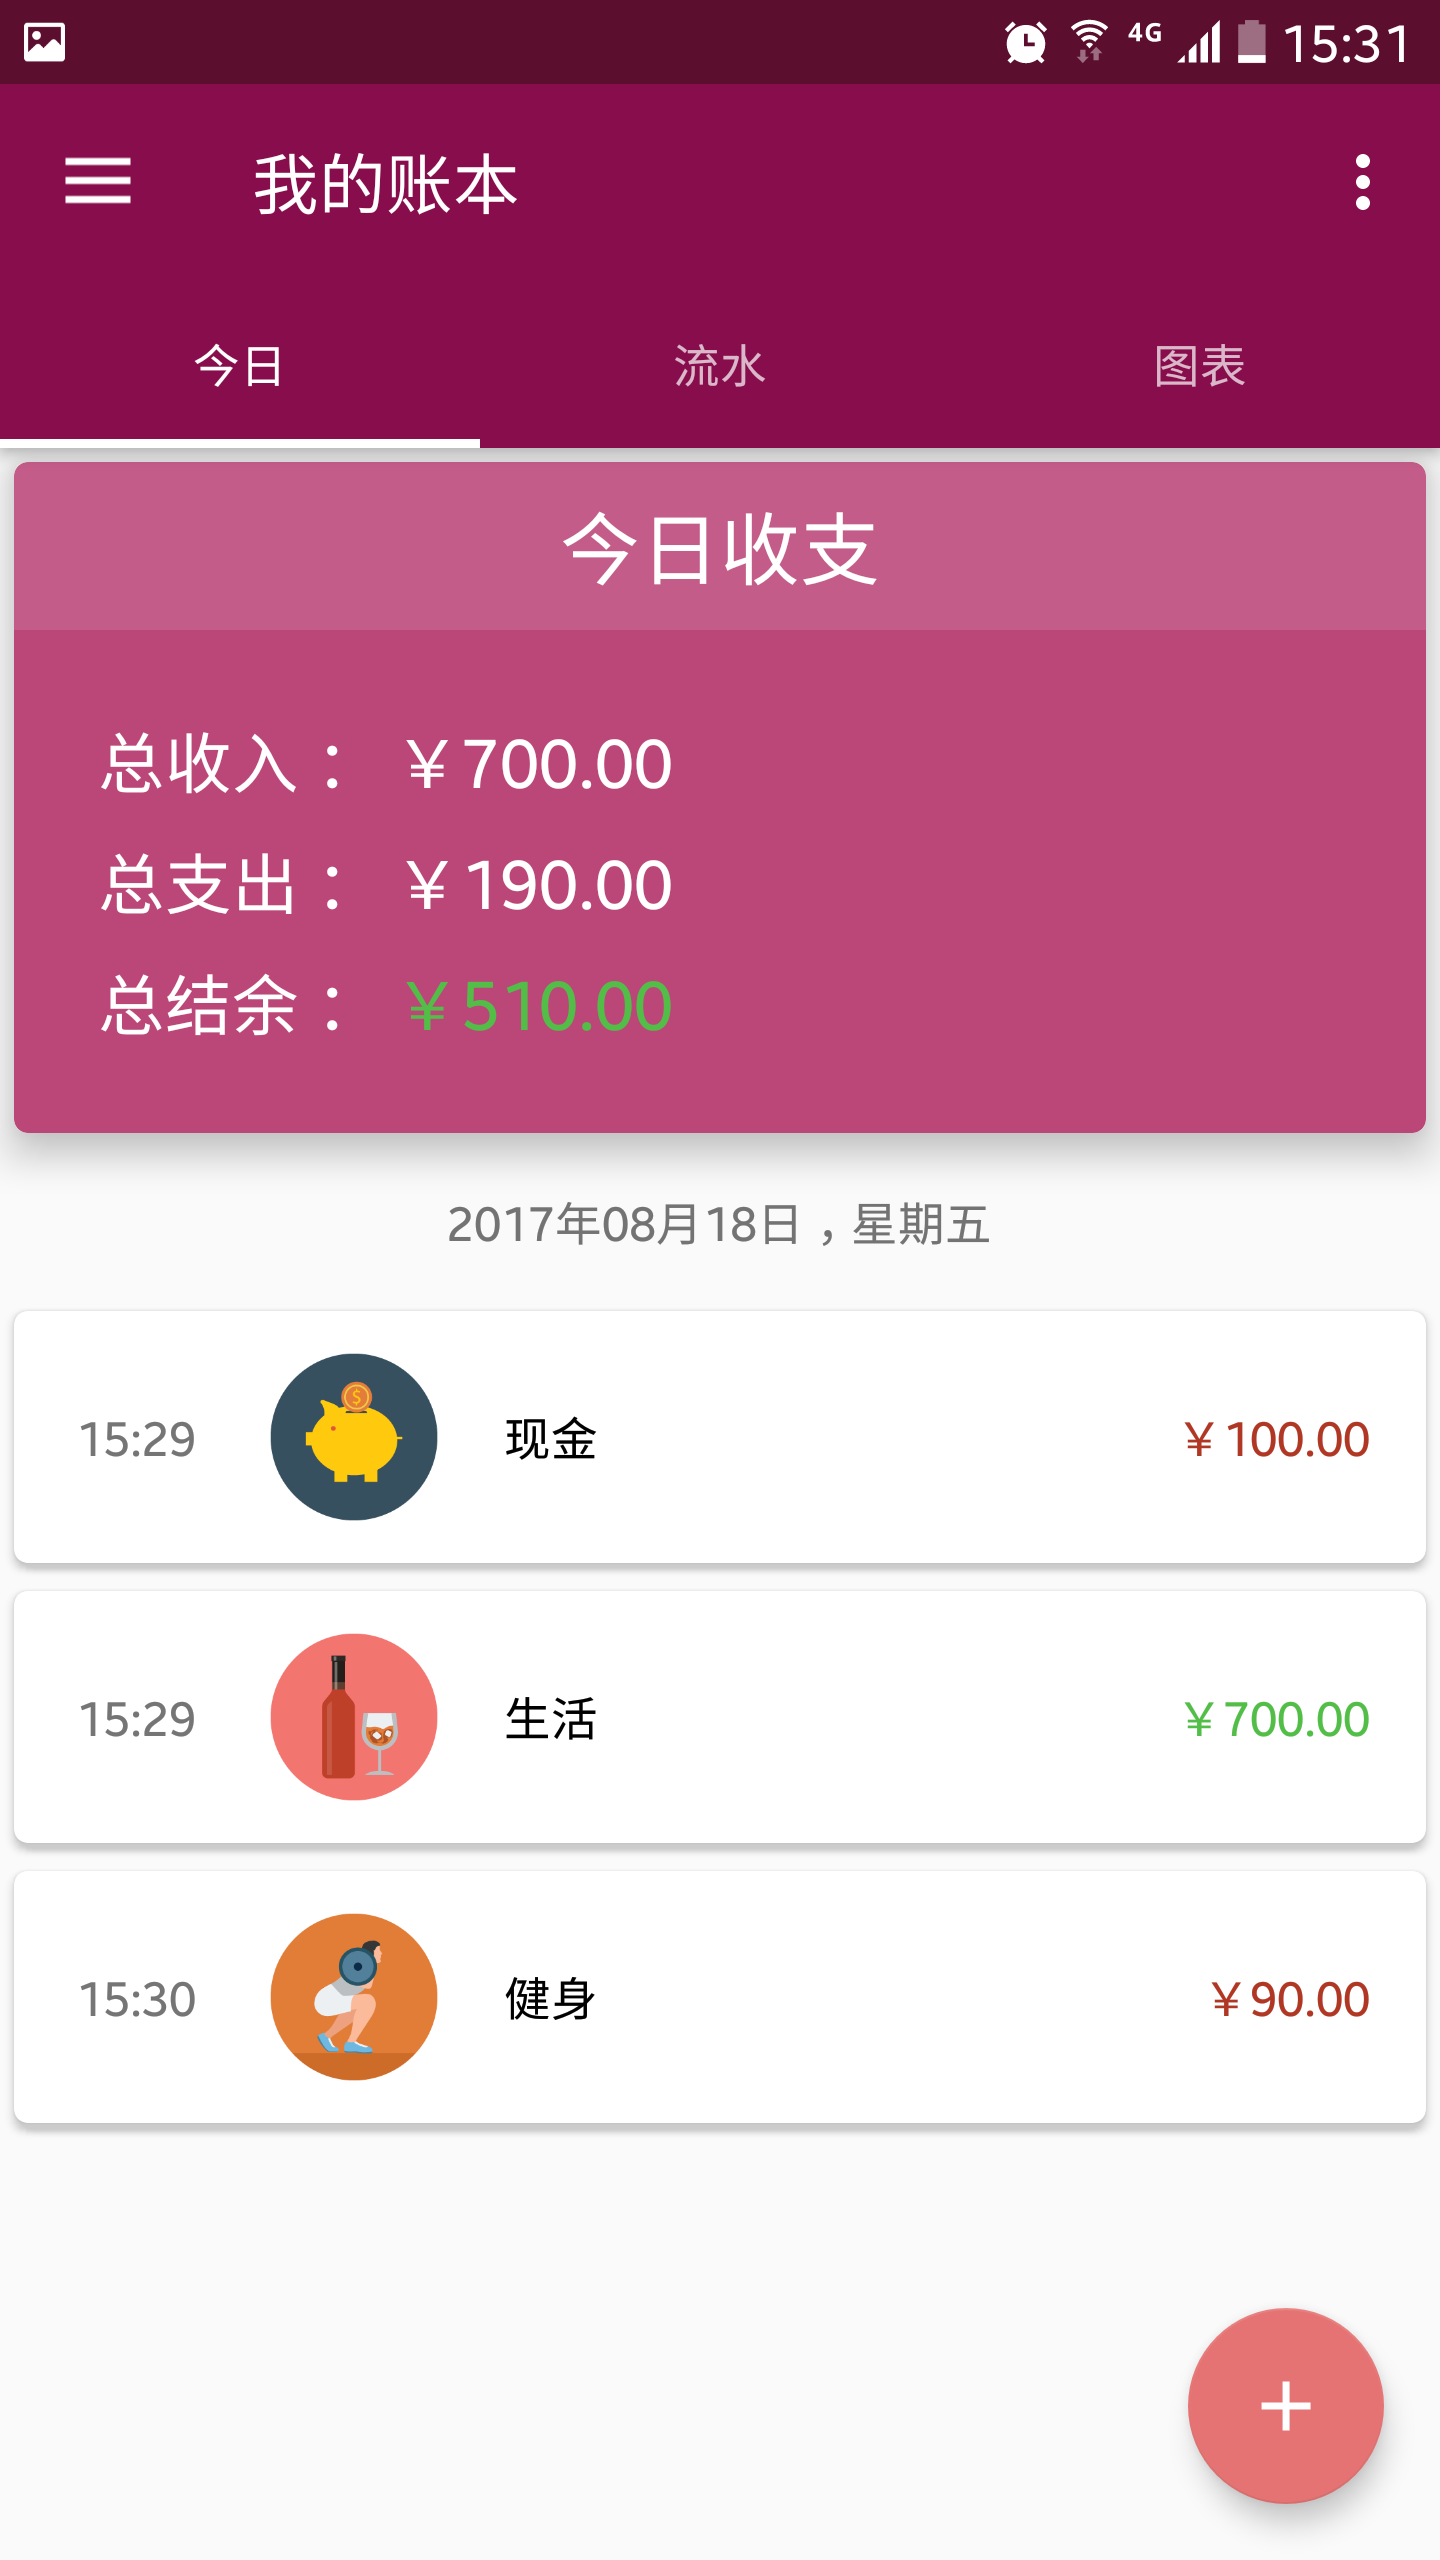 4G 15:31
我的账本
今日 流水 图表
今日收支
总收入： ￥700.00
总支出： ￥190.00
总结余： ￥510.00
2017年08月18日，星期五
15:29 $ 现金 ￥100.00
15:29 生活 ￥700.00
15:30 健身 ￥90.00